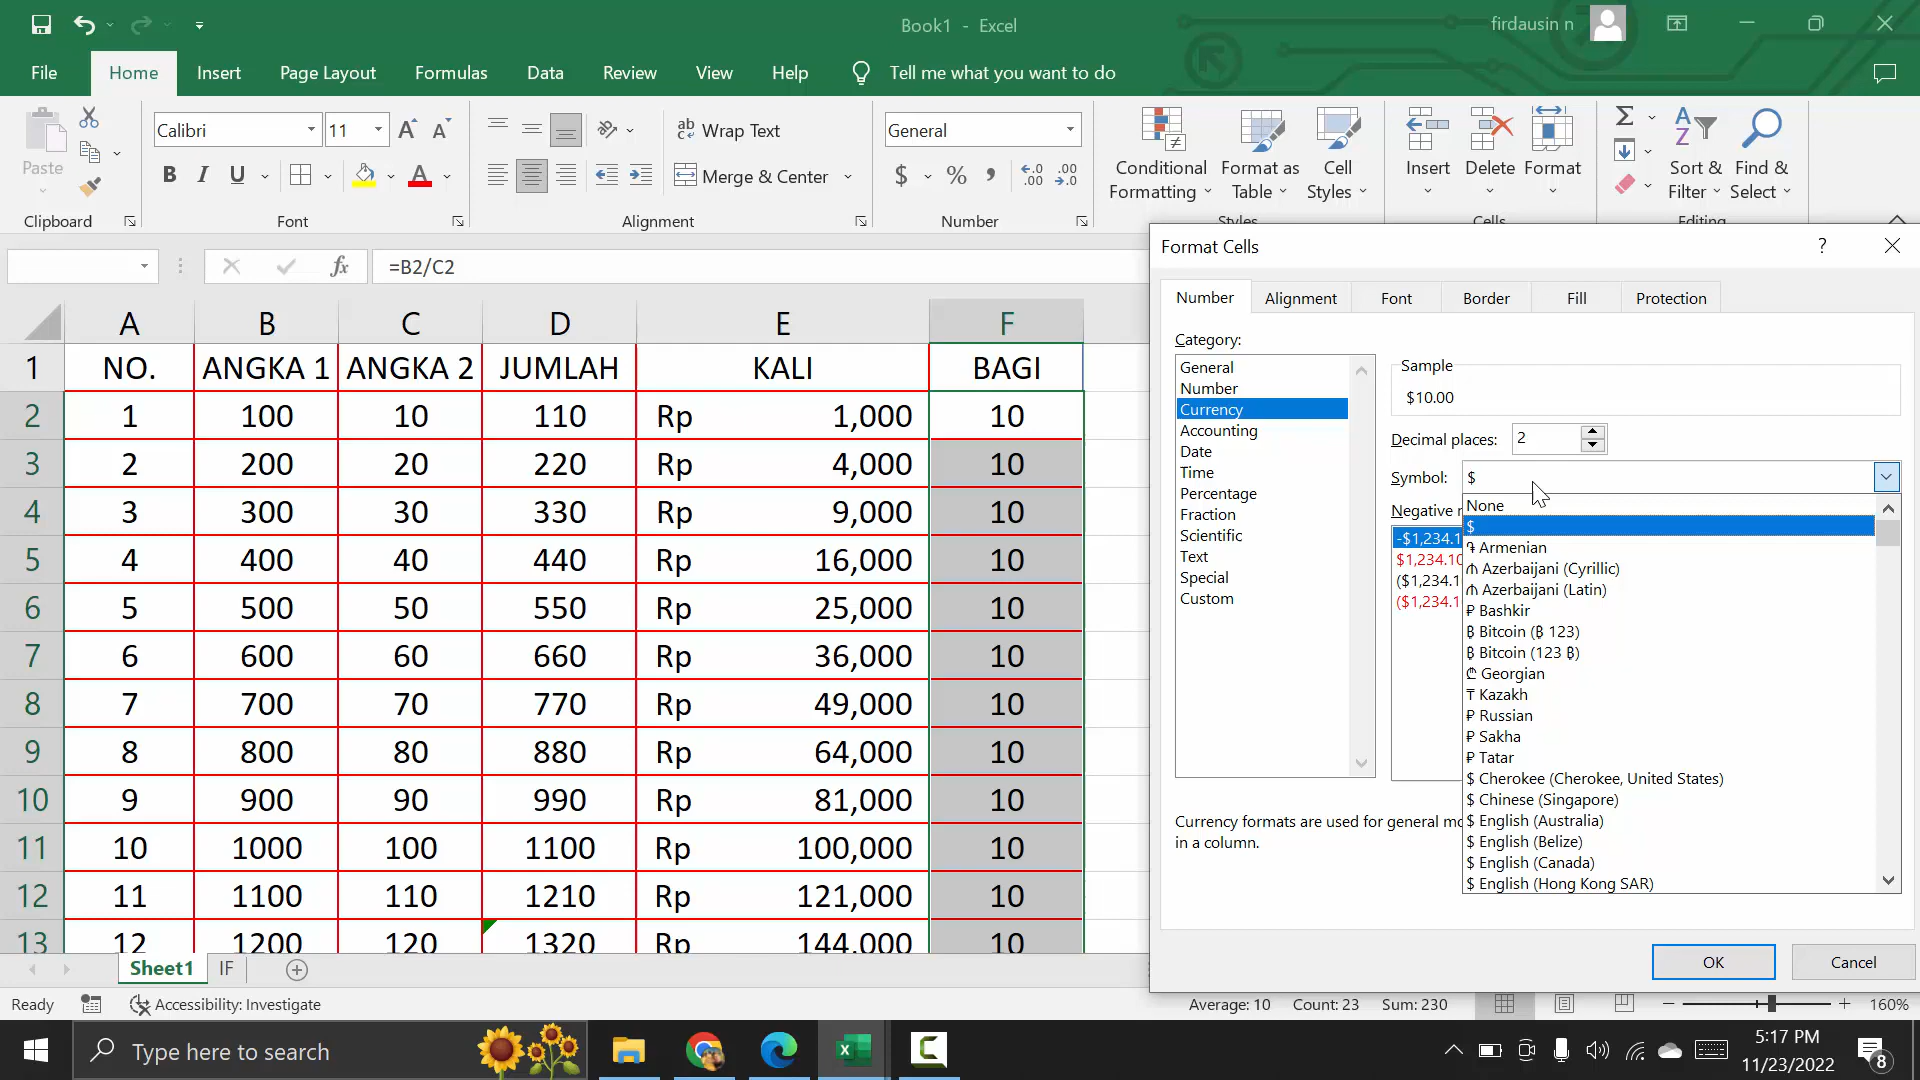 Book1 - Excel
firdausin n
File Home Insert Page Layout Formulas Data Review View Help Tell me what you want to do
Paste
Clipboard
Calibri 11
B I U A
Font
Wrap Text
Merge & Center
Alignment
General
$ % ,
Number
Conditional Formatting
Format as Table
Cell Styles
Styles
Insert
Delete
Format
Cells
Sort & Filter
Find & Select
Editing
fx =B2/C2
A B C D E F
1 NO. ANGKA 1 ANGKA 2 JUMLAH KALI BAGI
2 1 100 10 110 Rp 1,000 10
3 2 200 20 220 Rp 4,000 10
4 3 300 30 330 Rp 9,000 10
5 4 400 40 440 Rp 16,000 10
6 5 500 50 550 Rp 25,000 10
7 6 600 60 660 Rp 36,000 10
8 7 700 70 770 Rp 49,000 10
9 8 800 80 880 Rp 64,000 10
10 9 900 90 990 Rp 81,000 10
11 10 1000 100 1100 Rp 100,000 10
12 11 1100 110 1210 Rp 121,000 10
13 12 1200 120 1320 Rp 144,000 10
Format Cells
? 
Number Alignment Font Border Fill Protection
Category:
General
Number
Currency
Accounting
Date
Time
Percentage
Fraction
Scientific
Text
Special
Custom
Sample
$10.00
Decimal places: 2
Symbol: $
Negative
-$1,234.1
$1,234.10
($1,234.1
($1,234.1
None
$
֏ Armenian
₼ Azerbaijani (Cyrillic)
₼ Azerbaijani (Latin)
₽ Bashkir
₿ Bitcoin (₿ 123)
₿ Bitcoin (123 ₿)
₾ Georgian
₸ Kazakh
₽ Russian
₽ Sakha
₽ Tatar
$ Cherokee (Cherokee, United States)
$ Chinese (Singapore)
$ English (Australia)
$ English (Belize)
$ English (Canada)
$ English (Hong Kong SAR)
Currency formats are used for general mo
in a column.
OK Cancel
Sheet1 IF
Ready Accessibility: Investigate Average: 10 Count: 23 Sum: 230 160%
Type here to search
5:17 PM
11/23/2022
8